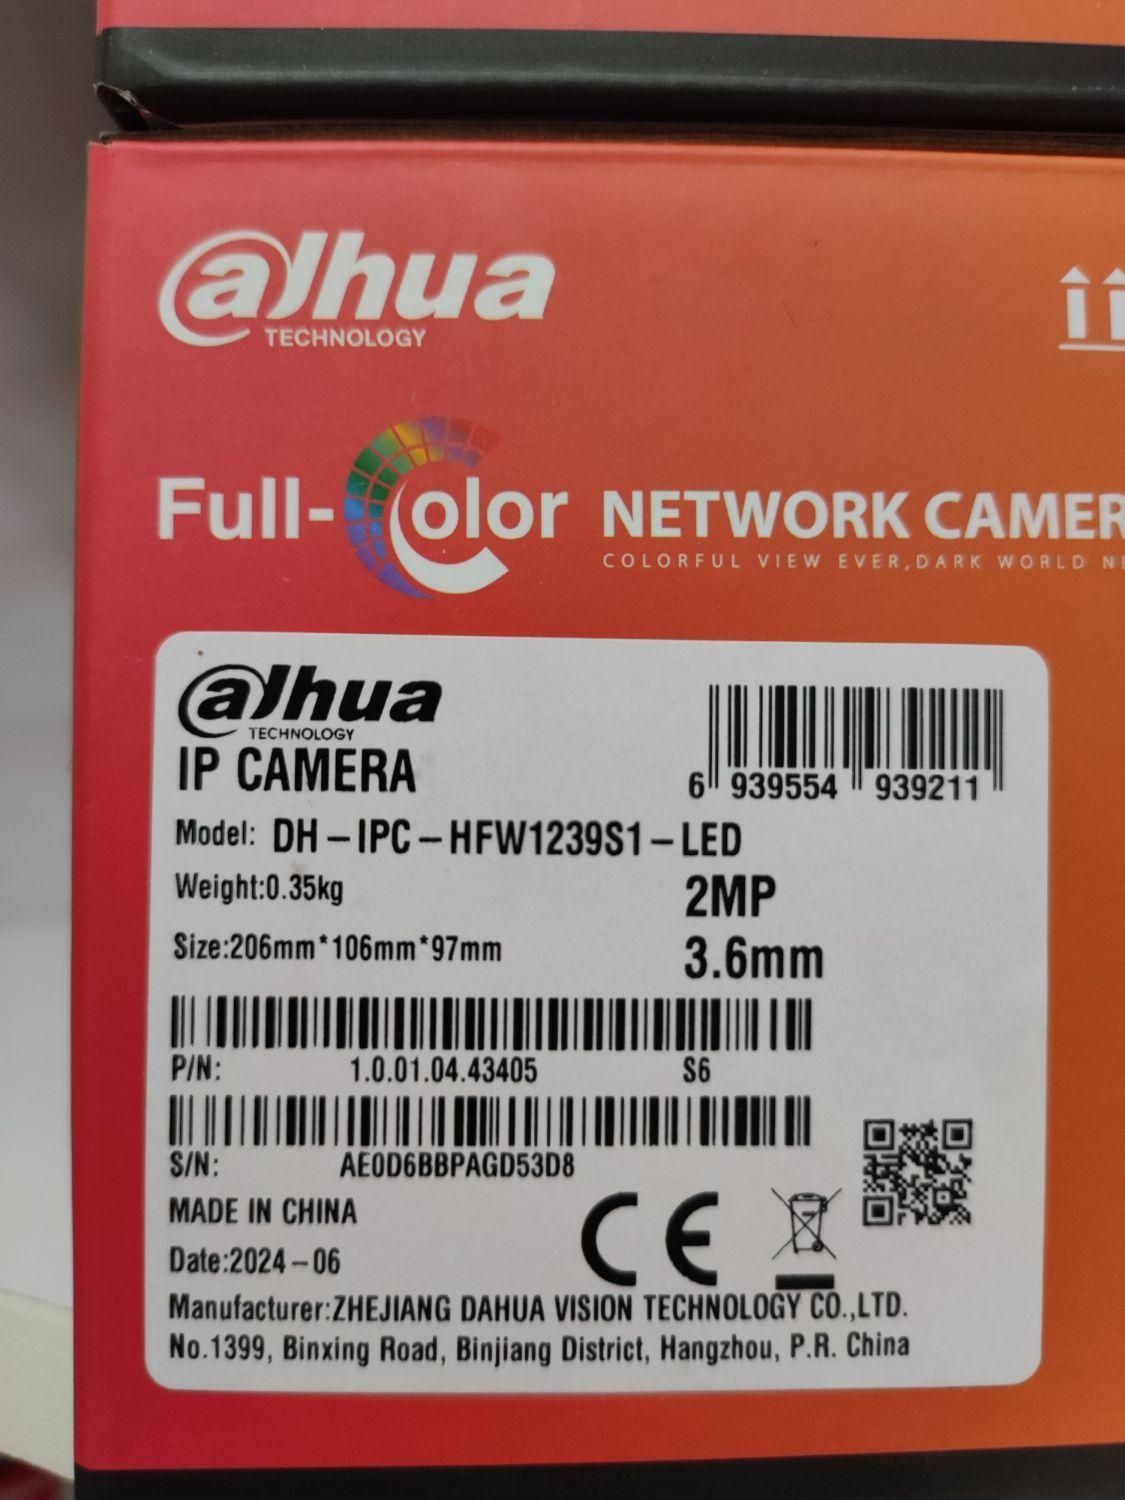 alhua
TECHNOLOGY
Full-Color NETWORK CAMER
COLORFUL VIEW EVER,DARK WORLD NE
alhua
TECHNOLOGY
IP CAMERA
6 939554 939211
Model: DH-IPC-HFW1239S1-LED
Weight:0.35kg
2MP
Size:206mm*106mm*97mm
3.6mm
P/N: 1.0.01.04.43405 S6
S/N: AE0D6BBPAGD53D8
MADE IN CHINA
CE
Date:2024-06
Manufacturer:ZHEJIANG DAHUA VISION TECHNOLOGY CO.,LTD.
No.1399, Binxing Road, Binjiang District, Hangzhou, P.R. China